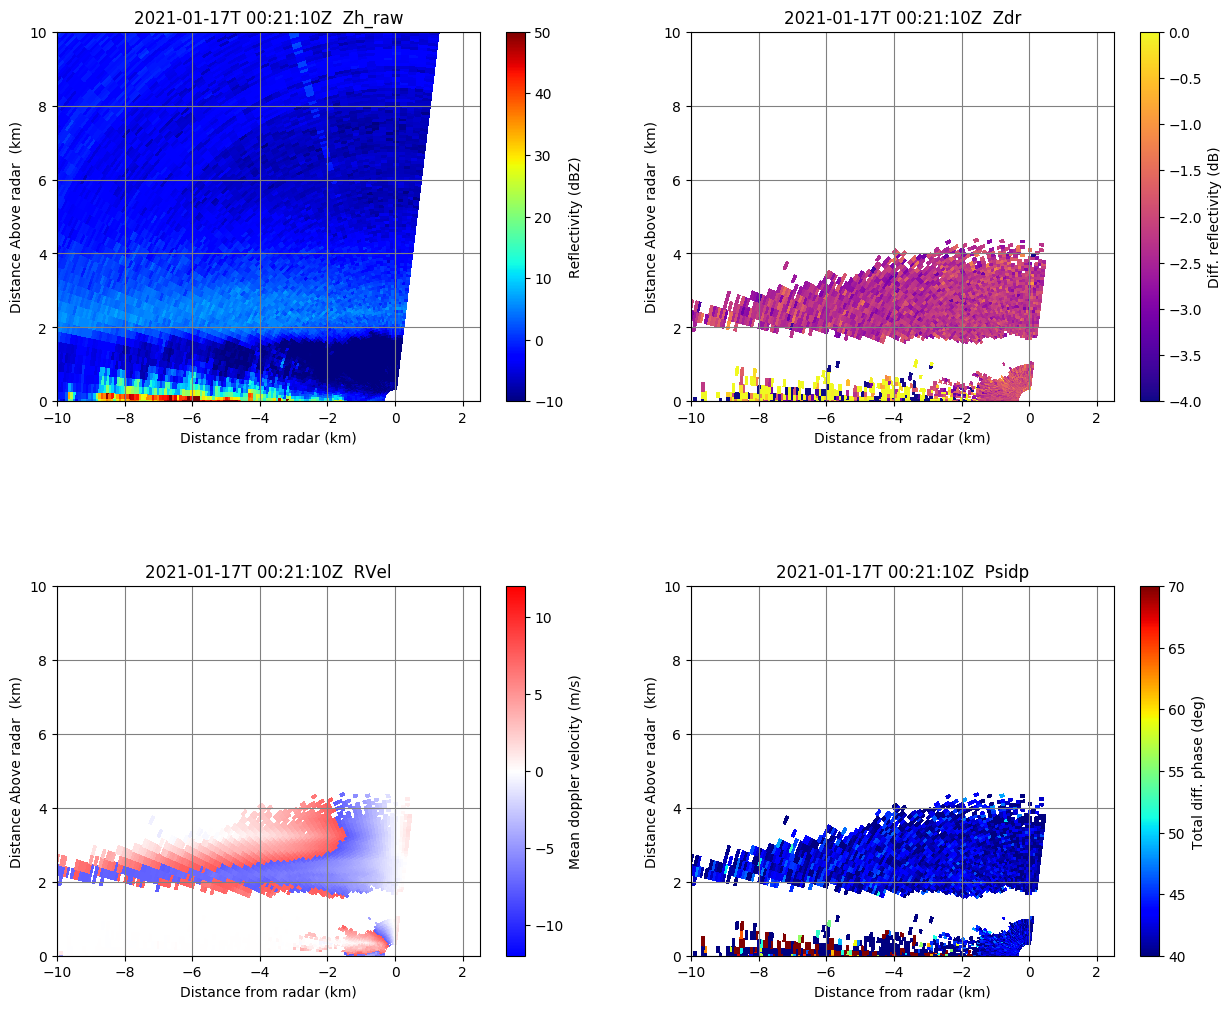 2021-01-17T 00:21:10Z Zh_raw
Distance Above radar (km)
10
8
6
4
2
0
−10 −8 −6 −4 −2 0 2
Distance from radar (km)
50
40
30
20
10
0
−10
Reflectivity (dBZ)
2021-01-17T 00:21:10Z Zdr
Distance Above radar (km)
10
8
6
4
2
0
−10 −8 −6 −4 −2 0 2
Distance from radar (km)
0.0
−0.5
−1.0
−1.5
−2.0
−2.5
−3.0
−3.5
−4.0
Diff. reflectivity (dB)
2021-01-17T 00:21:10Z RVel
Distance Above radar (km)
10
8
6
4
2
0
−10 −8 −6 −4 −2 0 2
Distance from radar (km)
10
5
0
−5
−10
Mean doppler velocity (m/s)
2021-01-17T 00:21:10Z Psidp
Distance Above radar (km)
10
8
6
4
2
0
−10 −8 −6 −4 −2 0 2
Distance from radar (km)
70
65
60
55
50
45
40
Total diff. phase (deg)